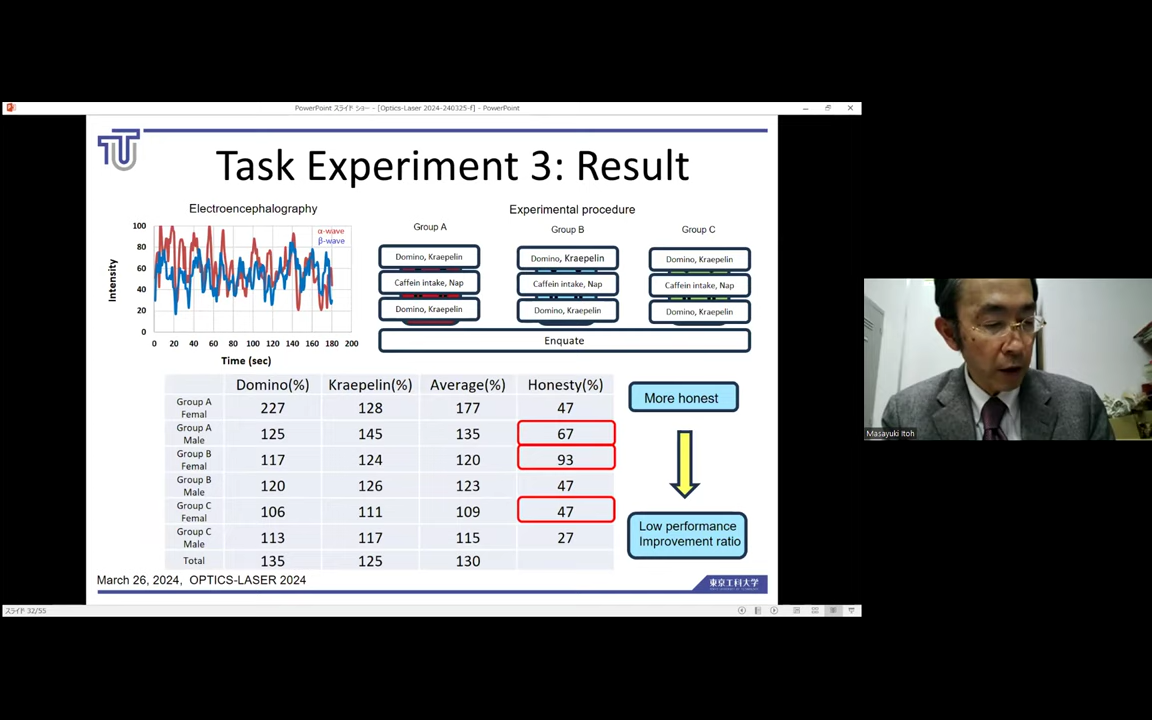 PowerPoint スライド ショー - [Optics-Laser 2024-240325-f] - PowerPoint
Task Experiment 3: Result
Electroencephalography
α-wave
β-wave
Intensity
100
80
60
40
20
0
0 20 40 60 80 100 120 140 160 180 200
Time (sec)
Experimental procedure
Group A
Domino, Kraepelin
Caffein intake, Nap
Domino, Kraepelin
Group B
Domino, Kraepelin
Caffein intake, Nap
Domino, Kraepelin
Group C
Domino, Kraepelin
Caffein intake, Nap
Domino, Kraepelin
Enquate
Domino(%) Kraepelin(%) Average(%) Honesty(%)
Group A Femal 227 128 177 47
Group A Male 125 145 135 67
Group B Femal 117 124 120 93
Group B Male 120 126 123 47
Group C Femal 106 111 109 47
Group C Male 113 117 115 27
Total 135 125 130
More honest
Low performance
Improvement ratio
March 26, 2024, OPTICS-LASER 2024
東京工科大学
スライド 32/55
Masayuki Itoh